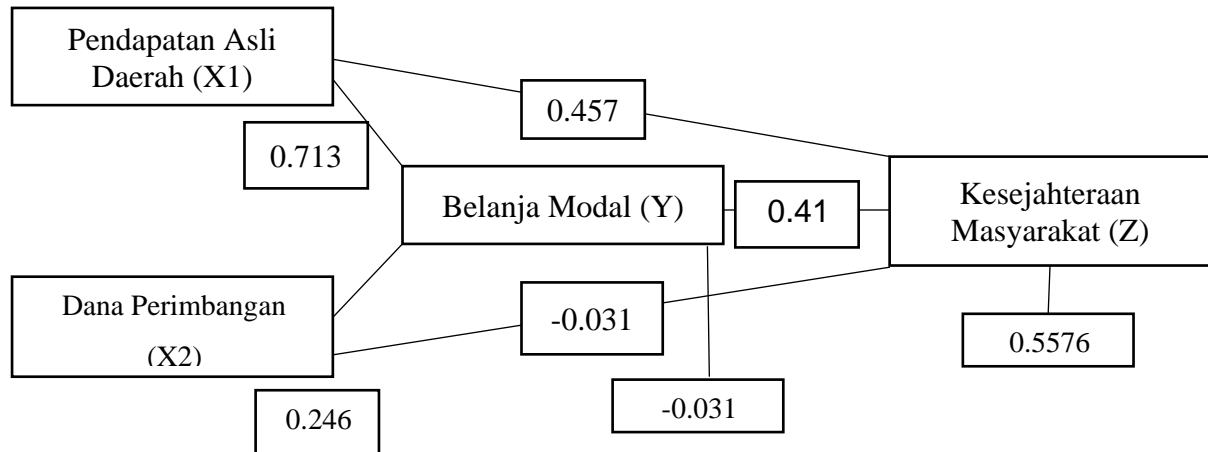 Pendapatan Asli
Daerah (X1)
0.457
0.713
Belanja Modal (Y)
0.41
Kesejahteraan
Masyarakat (Z)
Dana Perimbangan
(X2)
-0.031
0.5576
0.246
-0.031